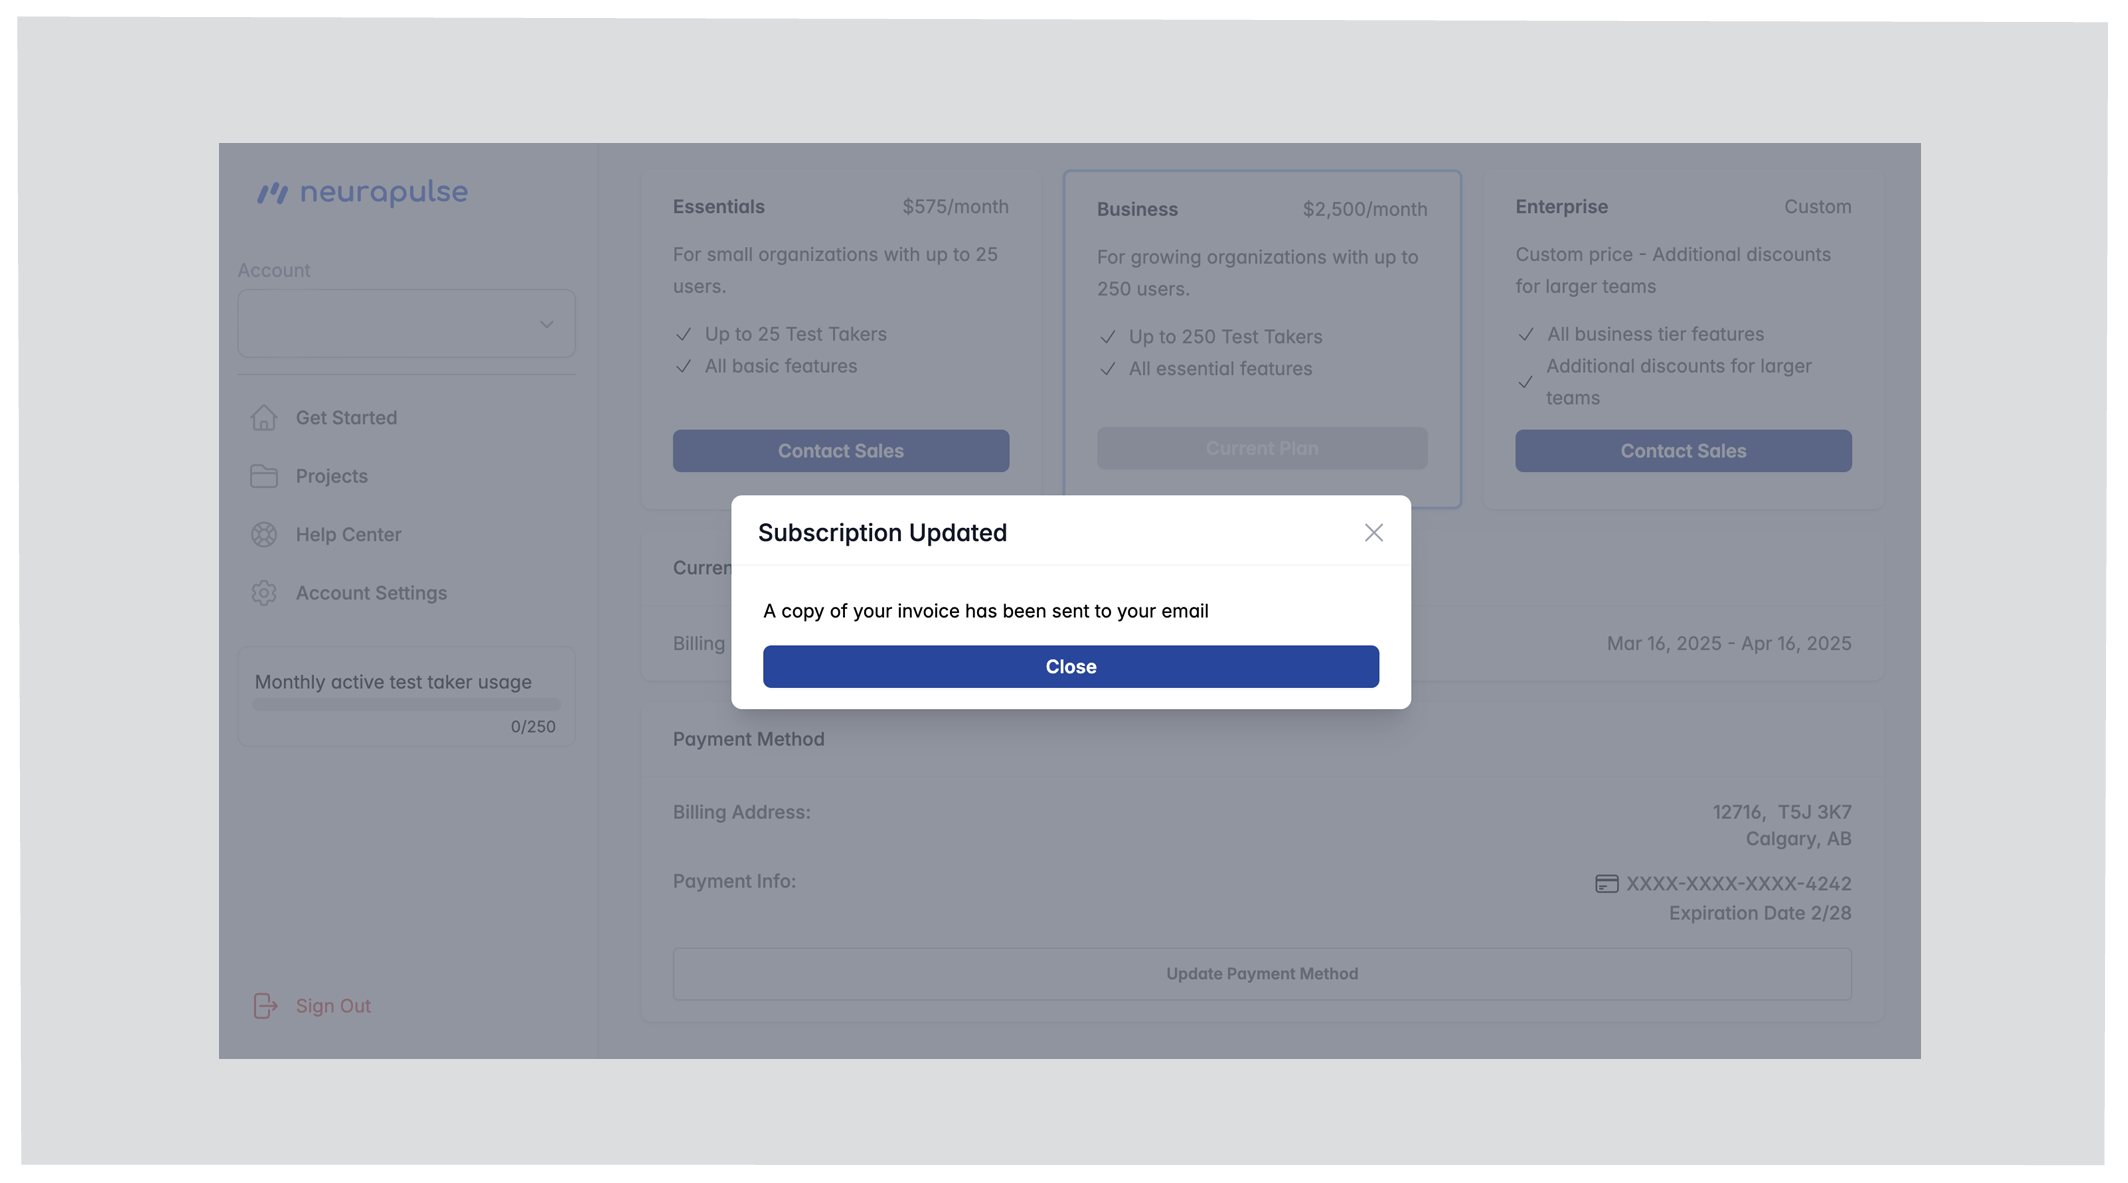 neurapulse
Account
Get Started
Projects
Help Center
Account Settings
Monthly active test taker usage
0/250
Sign Out
Essentials $575/month
For small organizations with up to 25
users.
Up to 25 Test Takers
All basic features
Contact Sales
Business $2,500/month
For growing organizations with up to
250 users.
Up to 250 Test Takers
All essential features
Current Plan
Enterprise Custom
Custom price - Additional discounts
for larger teams
All business tier features
Additional discounts for larger
teams
Contact Sales
Subscription Updated
A copy of your invoice has been sent to your email
Close
Billing
Mar 16, 2025 - Apr 16, 2025
Payment Method
Billing Address: 12716, T5J 3K7
Calgary, AB
Payment Info: XXXX-XXXX-XXXX-4242
Expiration Date 2/28
Update Payment Method